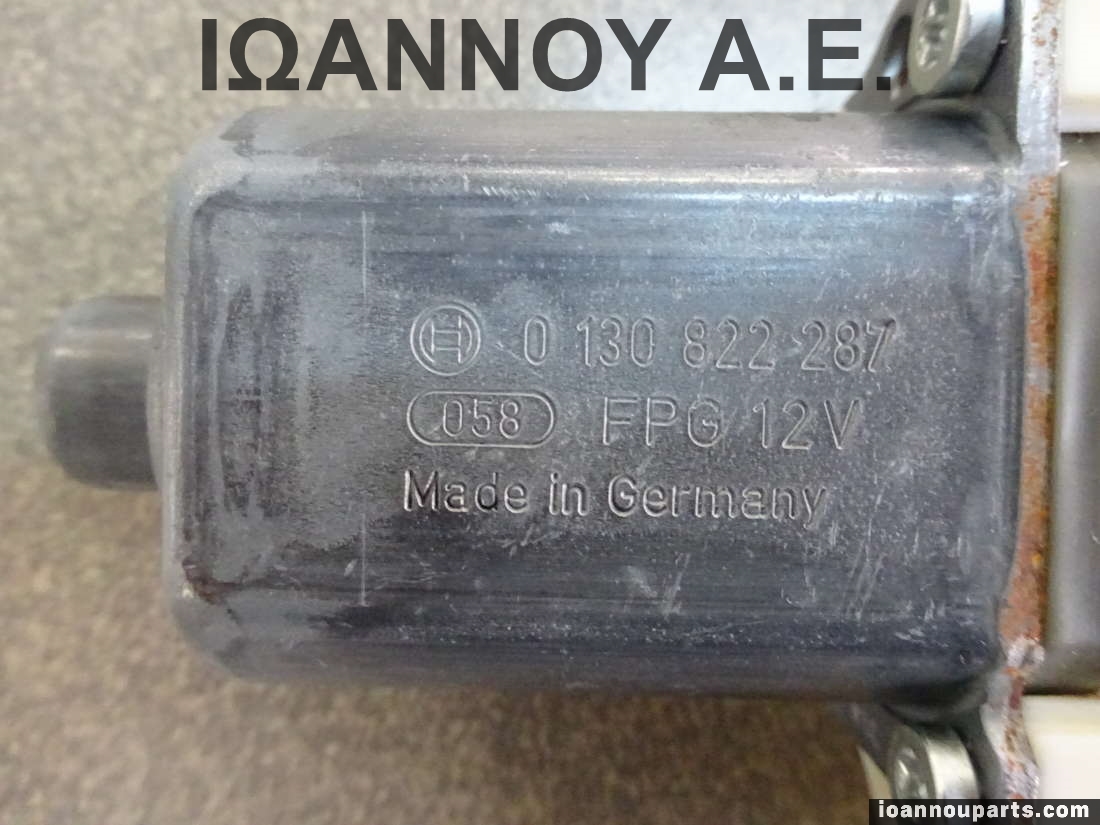 ΙΩΑΝΝΟΥ Α.Ε.
H 0 130 822 287
058 FPG 12V
Made in Germany
ioannouparts.com